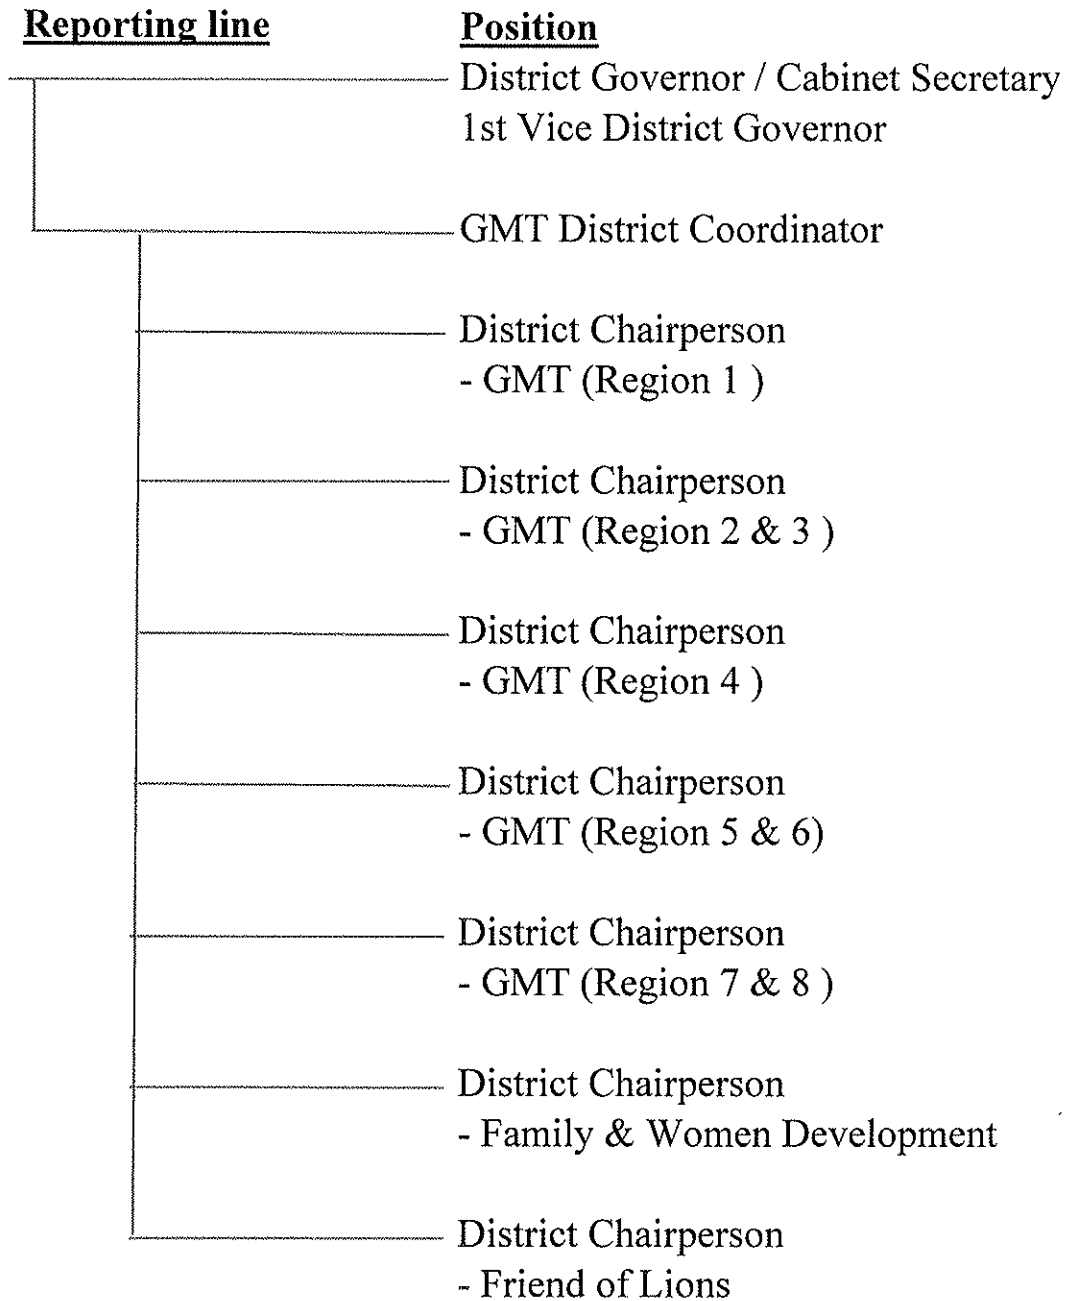 Reporting line
Position
District Governor / Cabinet Secretary
1st Vice District Governor
GMT District Coordinator
District Chairperson
- GMT (Region 1 )
District Chairperson
- GMT (Region 2 & 3 )
District Chairperson
- GMT (Region 4 )
District Chairperson
- GMT (Region 5 & 6)
District Chairperson
- GMT (Region 7 & 8 )
District Chairperson
- Family & Women Development
District Chairperson
- Friend of Lions